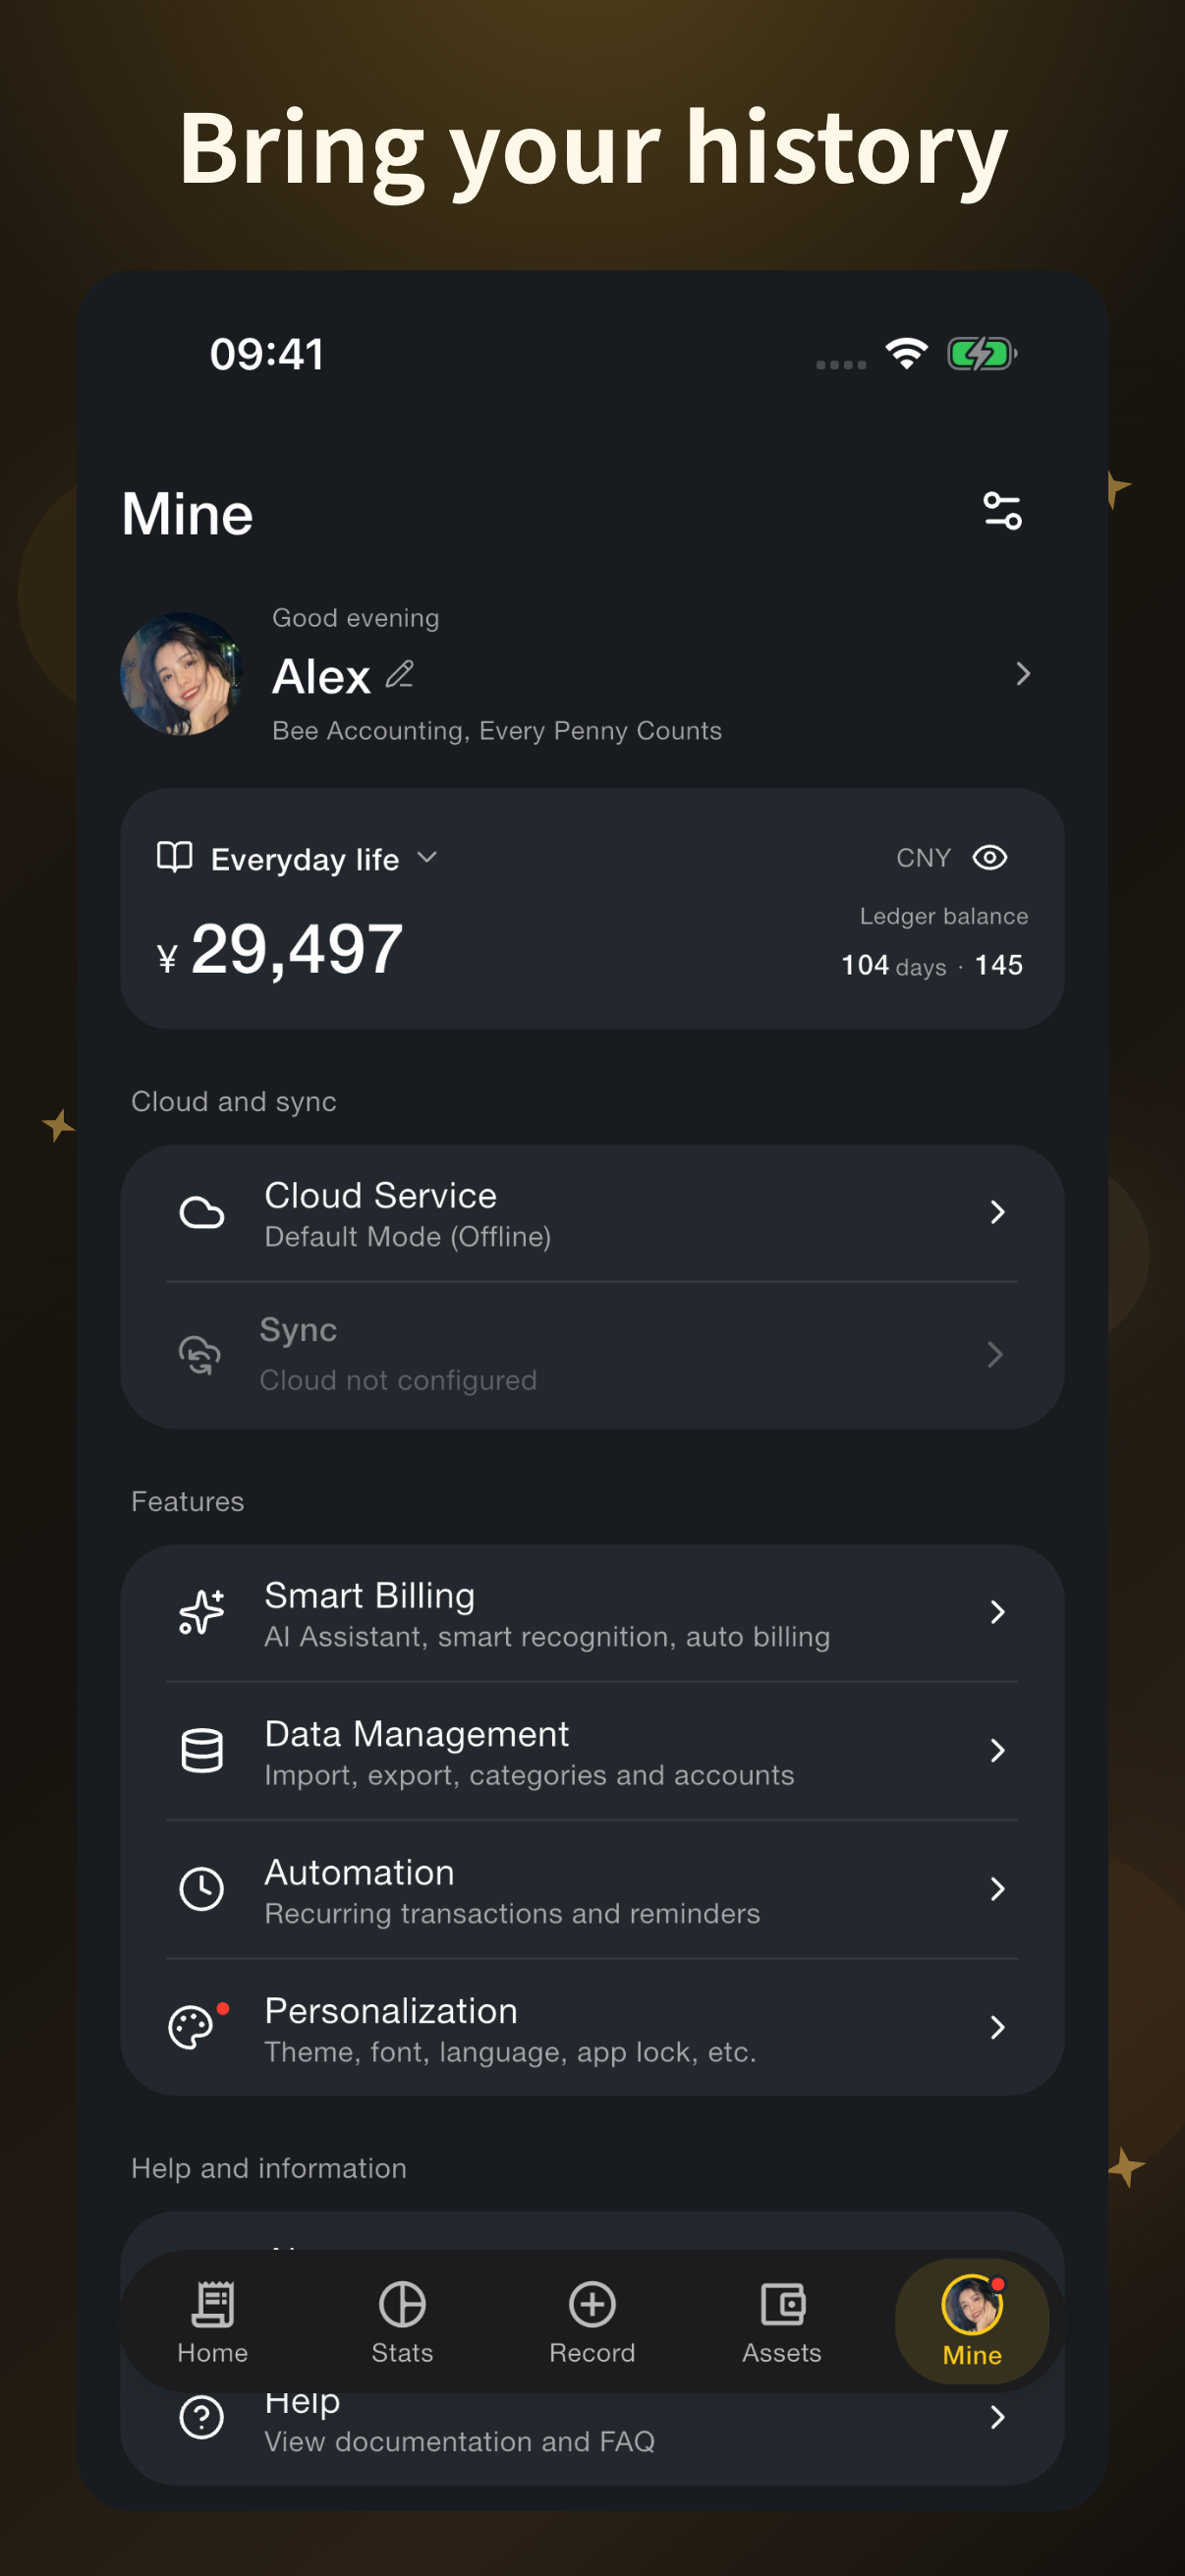 Bring your history
09:41
Mine
Good evening
Alex
Bee Accounting, Every Penny Counts
Everyday life
CNY
¥ 29,497
Ledger balance
104 days · 145
Cloud and sync
Cloud Service
Default Mode (Offline)
Sync
Cloud not configured
Features
Smart Billing
AI Assistant, smart recognition, auto billing
Data Management
Import, export, categories and accounts
Automation
Recurring transactions and reminders
Personalization
Theme, font, language, app lock, etc.
Help and information
Home
Stats
Record
Assets
Mine
Help
View documentation and FAQ